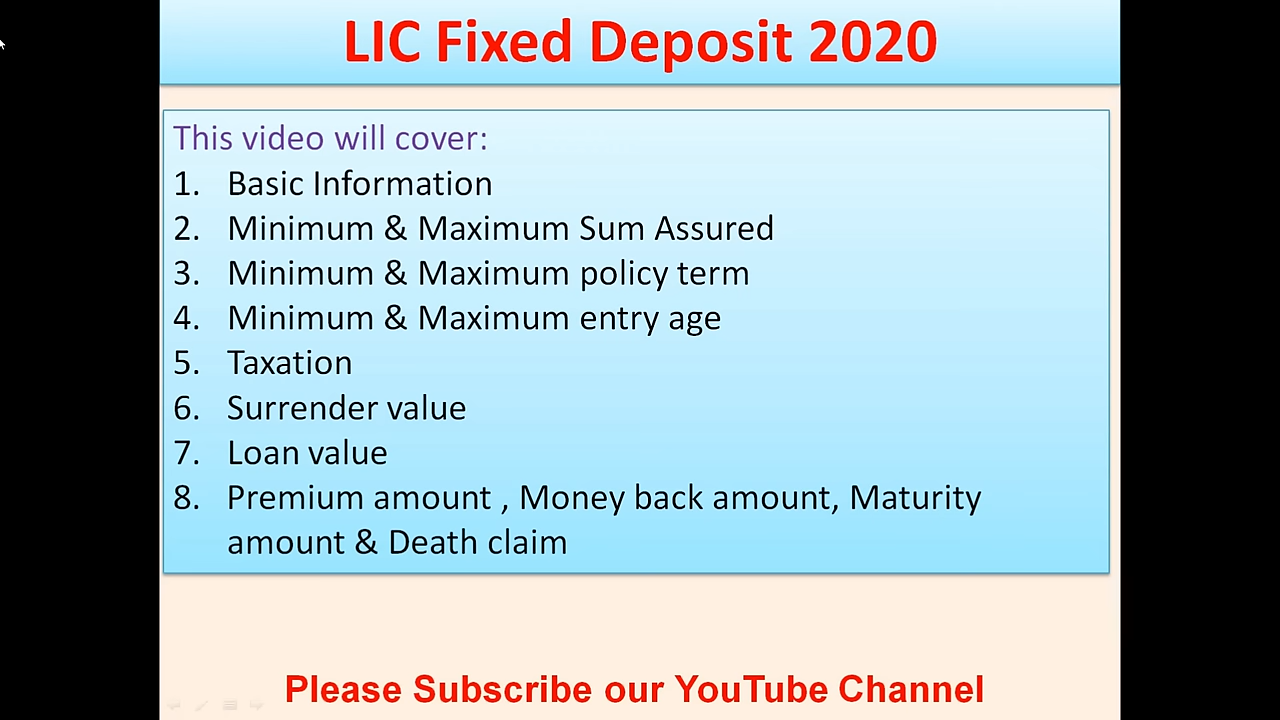 LIC Fixed Deposit 2020
This video will cover:
1. Basic Information
2. Minimum & Maximum Sum Assured
3. Minimum & Maximum policy term
4. Minimum & Maximum entry age
5. Taxation
6. Surrender value
7. Loan value
8. Premium amount , Money back amount, Maturity
amount & Death claim
Please Subscribe our YouTube Channel